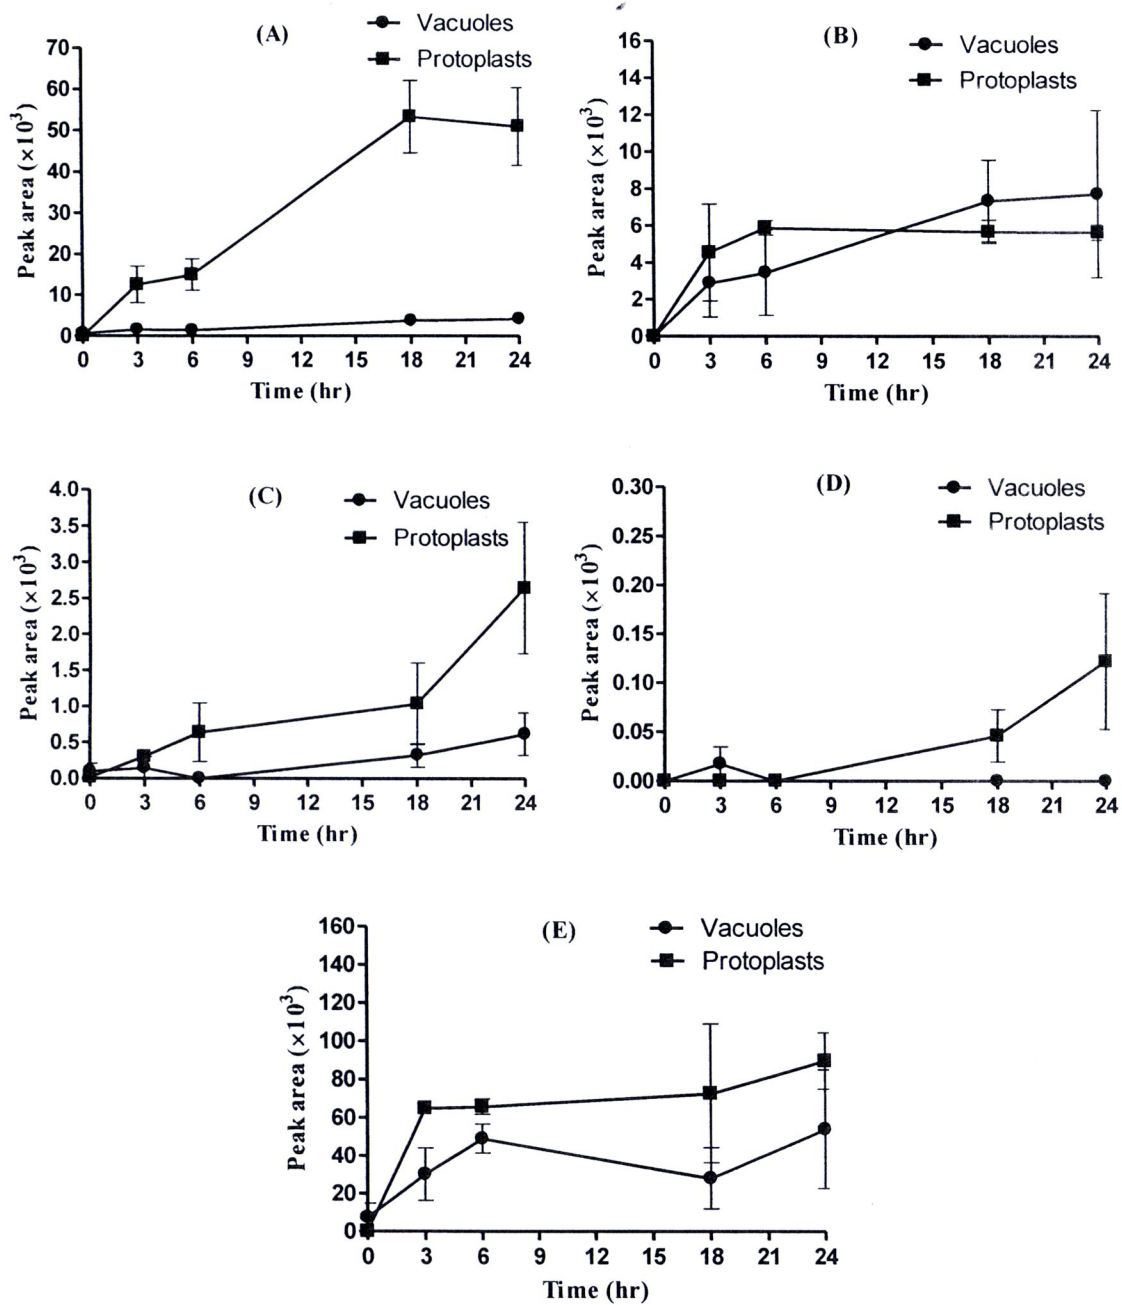 (A)
Vacuoles
Protoplasts
Peak area (×10³)
70
60
50
40
30
20
10
0
0 3 6 9 12 15 18 21 24
Time (hr)
(B)
Vacuoles
Protoplasts
Peak area (×10³)
16
14
12
10
8
6
4
2
0
0 3 6 9 12 15 18 21 24
Time (hr)
(C)
Vacuoles
Protoplasts
Peak area (×10³)
4.0
3.5
3.0
2.5
2.0
1.5
1.0
0.5
0.0
0 3 6 9 12 15 18 21 24
Time (hr)
(D)
Vacuoles
Protoplasts
Peak area (×10³)
0.30
0.25
0.20
0.15
0.10
0.05
0.00
0 3 6 9 12 15 18 21 24
Time (hr)
(E)
Vacuoles
Protoplasts
Peak area (×10³)
160
140
120
100
80
60
40
20
0
0 3 6 9 12 15 18 21 24
Time (hr)